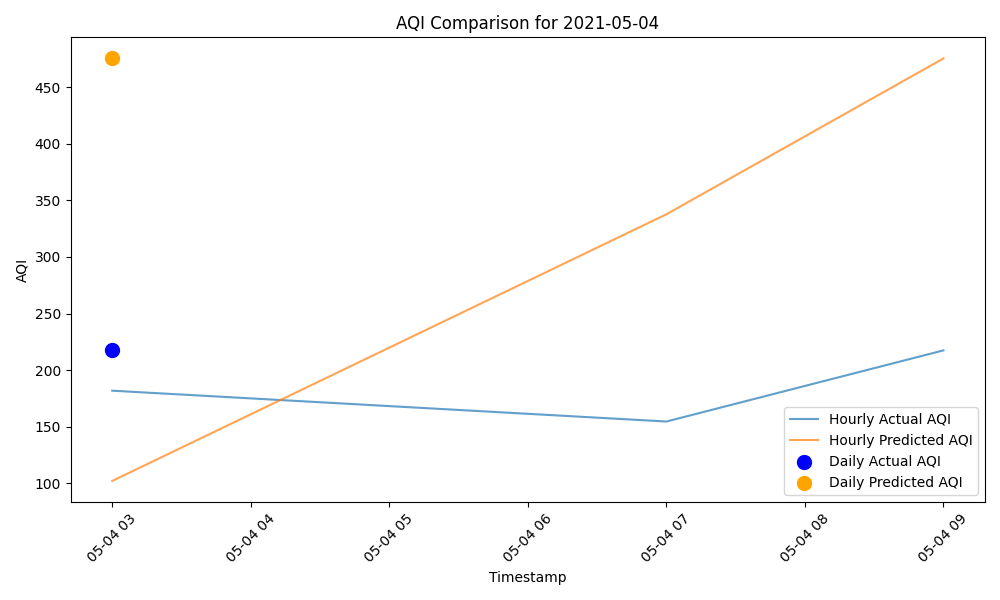 AQI Comparison for 2021-05-04
AQI
450
400
350
300
250
200
150
100
Hourly Actual AQI
Hourly Predicted AQI
Daily Actual AQI
Daily Predicted AQI
05-04 03
05-04 04
05-04 05
05-04 06
05-04 07
05-04 08
05-04 09
Timestamp